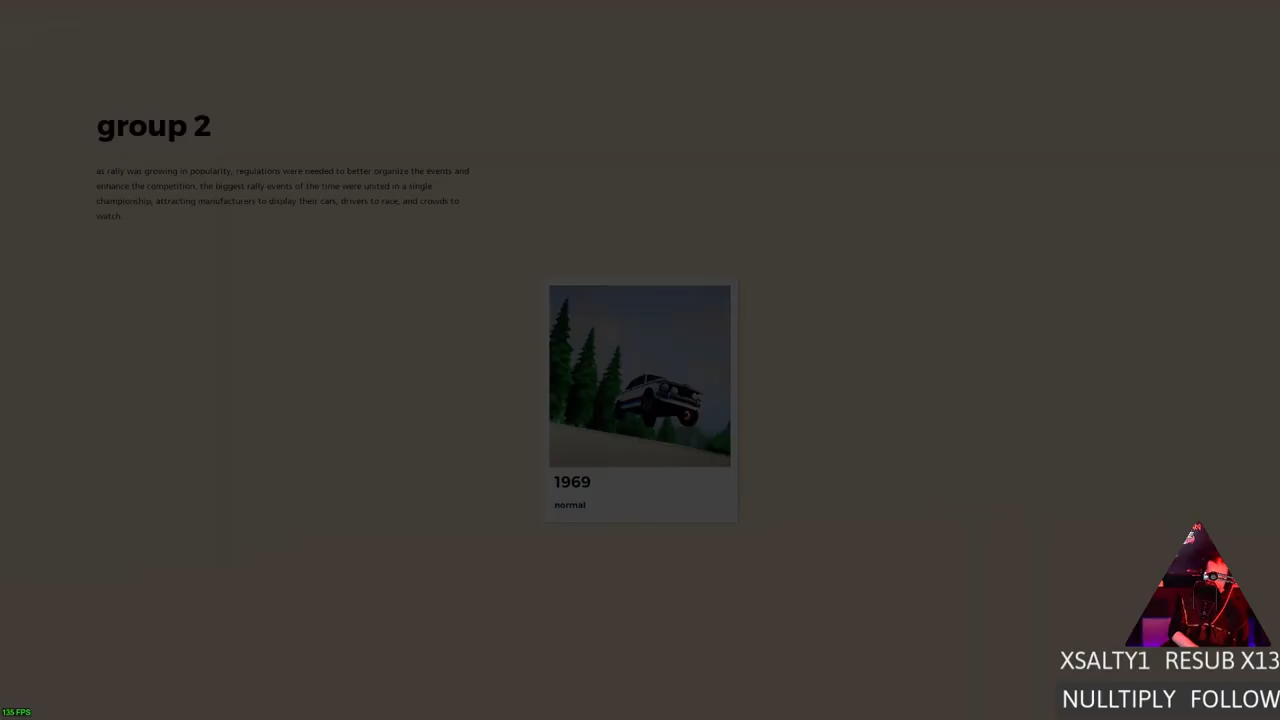 group 2
as rally was growing in popularity, regulations were needed to better organize the events and
enhance the competition. the biggest rally events of the time were united in a single
championship, attracting manufacturers to display their cars, drivers to race, and crowds to
watch.
1969
normal
XSALTY1 RESUB X13
NULLTIPLY FOLLOW
135 FPS